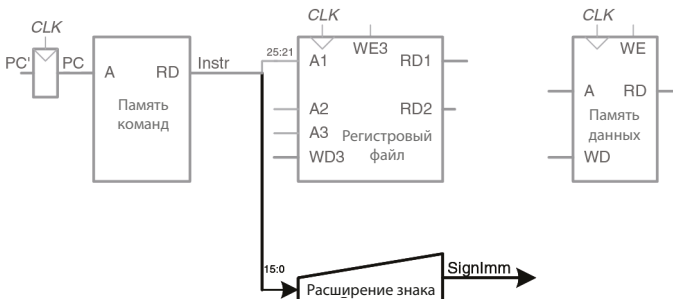 CLK
CLK
CLK
25:21
WE3
WE
PC'
PC
A
RD
Instr
A1
RD1
A2
RD2
A3
WD3
Память
команд
Регистровый
файл
A
RD
Память
данных
WD
15:0
Расширение знака
SignImm